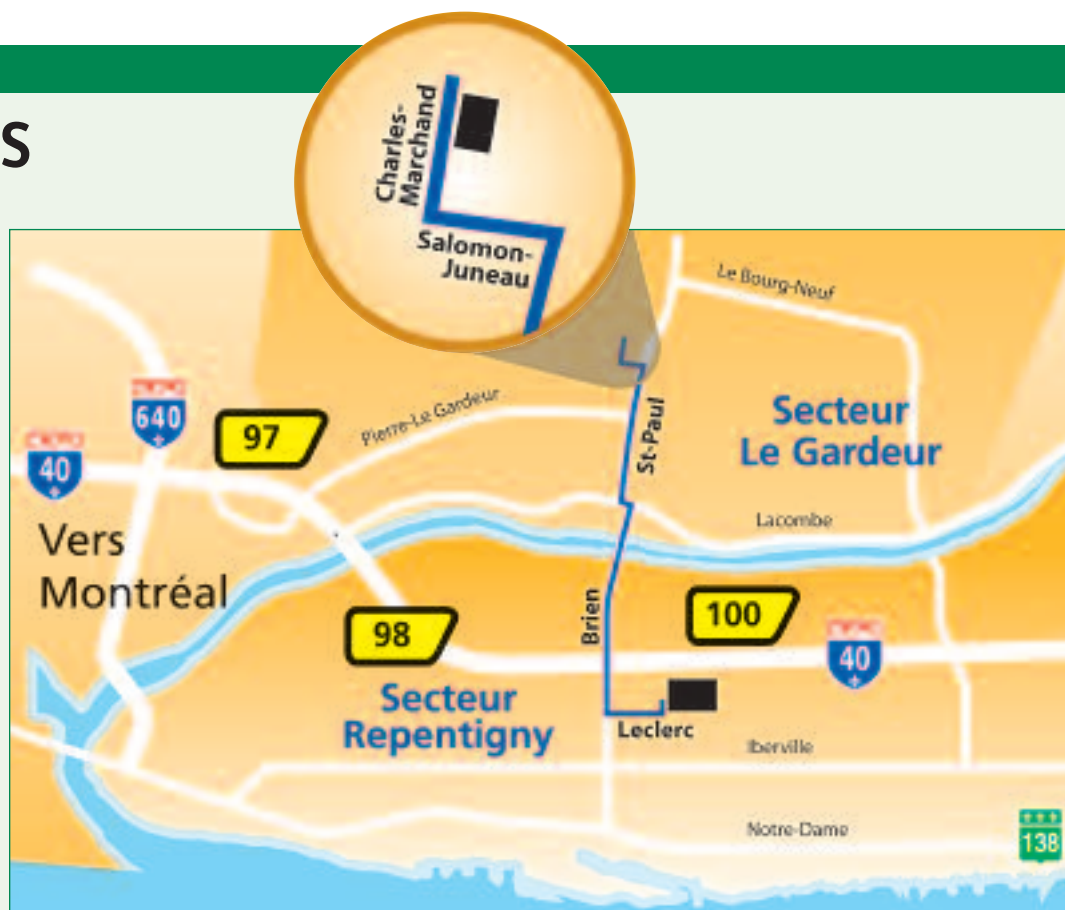 S
Charles-
Marchand
Salomon-
Juneau
Le Bourg-Neuf
640
97
Pierre-Le Gardeur
Secteur
Le Gardeur
40
St-Paul
Vers
Montréal
Lacombe
Brien
98
100
40
Secteur
Repentigny
Leclerc
Iberville
Notre-Dame
138